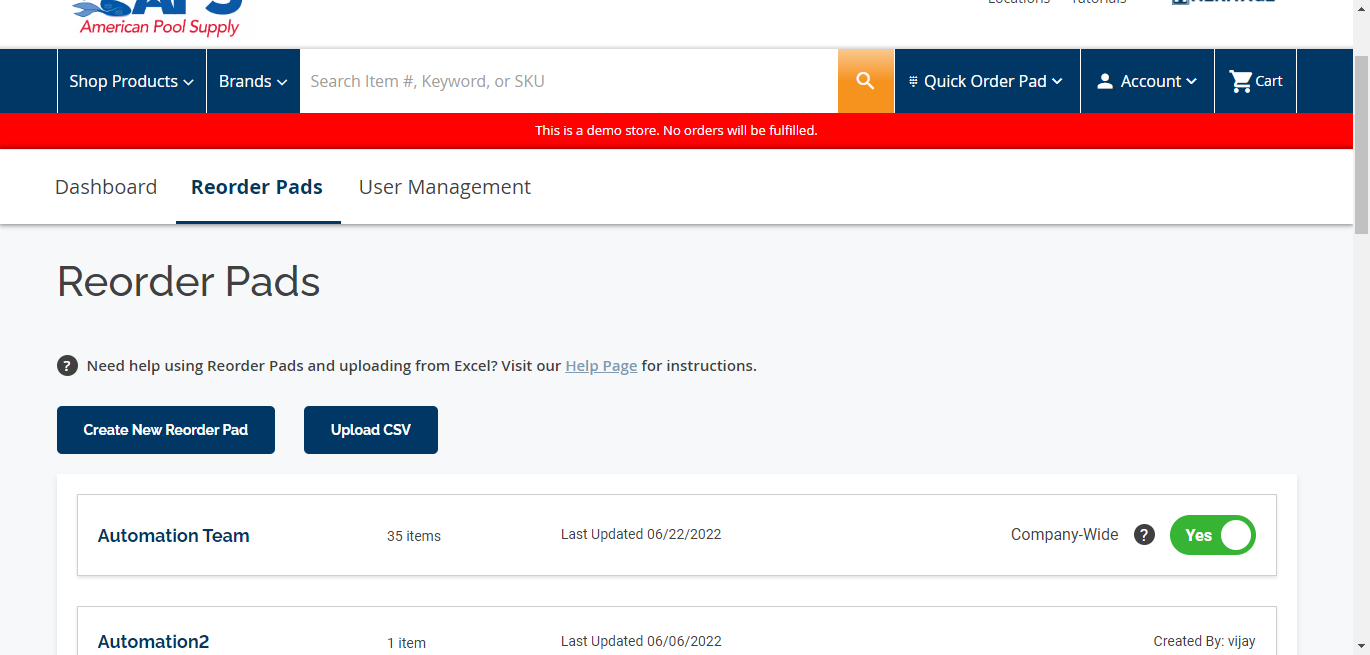 American Pool Supply
Shop Products
Brands
Search Item #, Keyword, or SKU
Quick Order Pad
Account
Cart
This is a demo store. No orders will be fulfilled.
Dashboard
Reorder Pads
User Management
Reorder Pads
? Need help using Reorder Pads and uploading from Excel? Visit our Help Page for instructions.
Create New Reorder Pad
Upload CSV
Automation Team
35 items
Last Updated 06/22/2022
Company-Wide
?
Yes
Automation2
1 item
Last Updated 06/06/2022
Created By: vijay